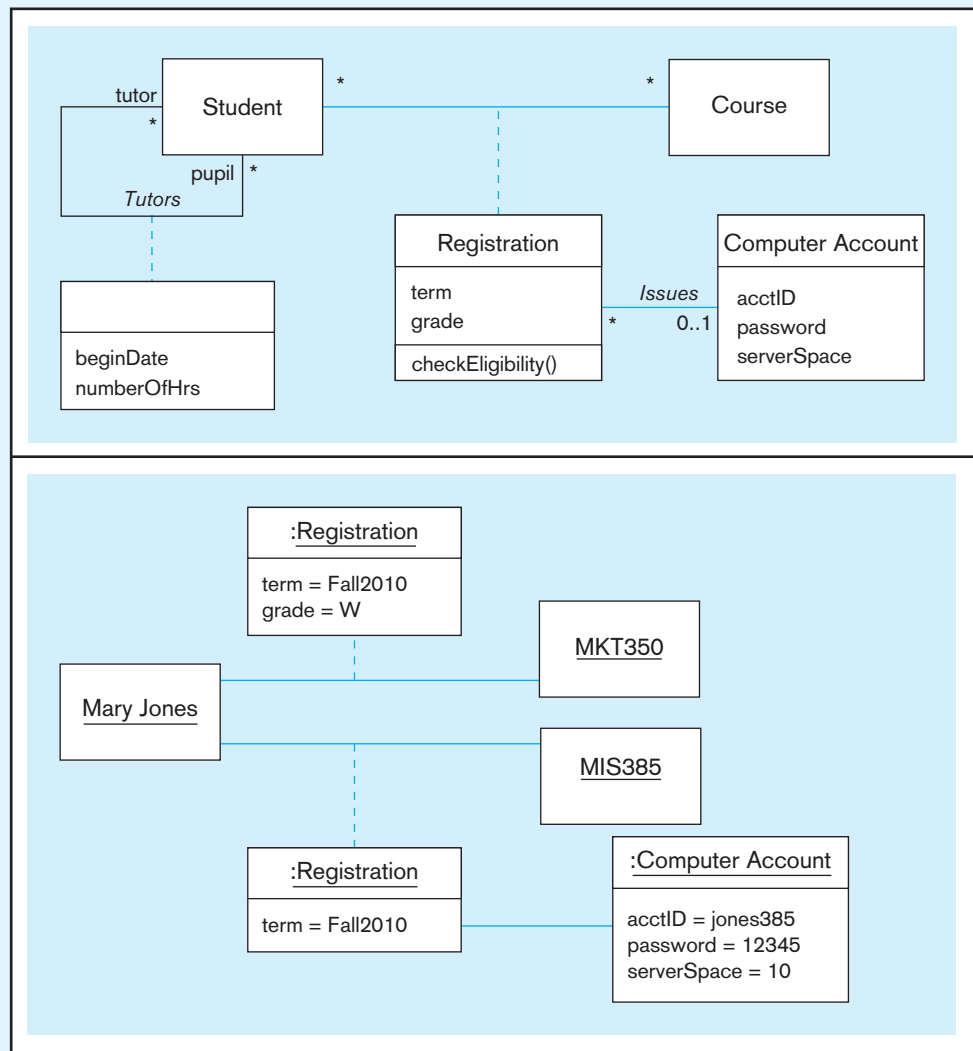 tutor
*
Student
*
*
Course
pupil
*
Tutors
beginDate
numberOfHrs
Registration
term
grade
checkEligibility()
Issues
*
0..1
Computer Account
acctID
password
serverSpace
:Registration
term = Fall2010
grade = W
MKT350
Mary Jones
MIS385
:Registration
term = Fall2010
:Computer Account
acctID = jones385
password = 12345
serverSpace = 10